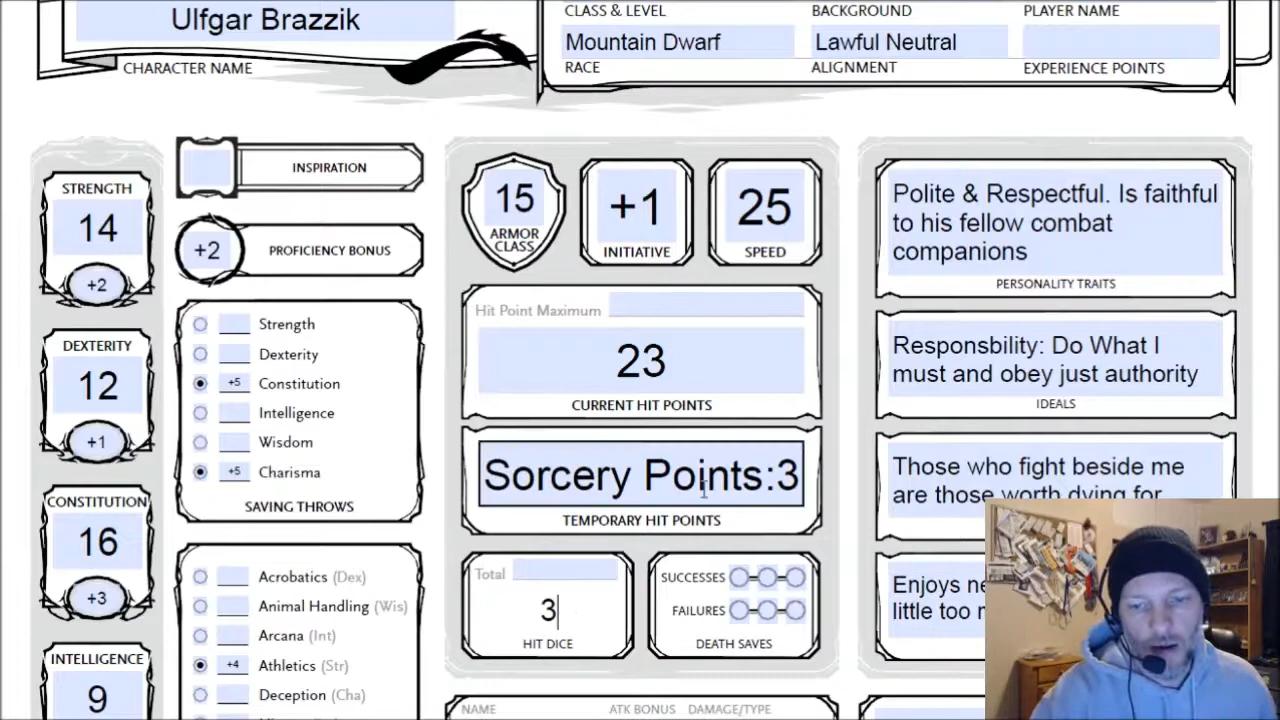 Ulfgar Brazzik
CHARACTER NAME
CLASS & LEVEL
BACKGROUND
PLAYER NAME
Mountain Dwarf
Lawful Neutral
RACE
ALIGNMENT
EXPERIENCE POINTS
STRENGTH
14
+2
DEXTERITY
12
+1
CONSTITUTION
16
+3
INTELLIGENCE
9
INSPIRATION
+2
PROFICIENCY BONUS
Strength
Dexterity
+5 Constitution
Intelligence
Wisdom
+5 Charisma
SAVING THROWS
Acrobatics (Dex)
Animal Handling (Wis)
Arcana (Int)
+4 Athletics (Str)
Deception (Cha)
15
ARMOR
CLASS
+1
INITIATIVE
25
SPEED
Hit Point Maximum
23
CURRENT HIT POINTS
Sorcery Points:3
TEMPORARY HIT POINTS
Total
3
HIT DICE
SUCCESSES
FAILURES
DEATH SAVES
NAME
ATK BONUS
DAMAGE/TYPE
Polite & Respectful. Is faithful
to his fellow combat
companions
PERSONALITY TRAITS
Responsbility: Do What I
must and obey just authority
IDEALS
Those who fight beside me
are those worth dying for
Enjoys
little too